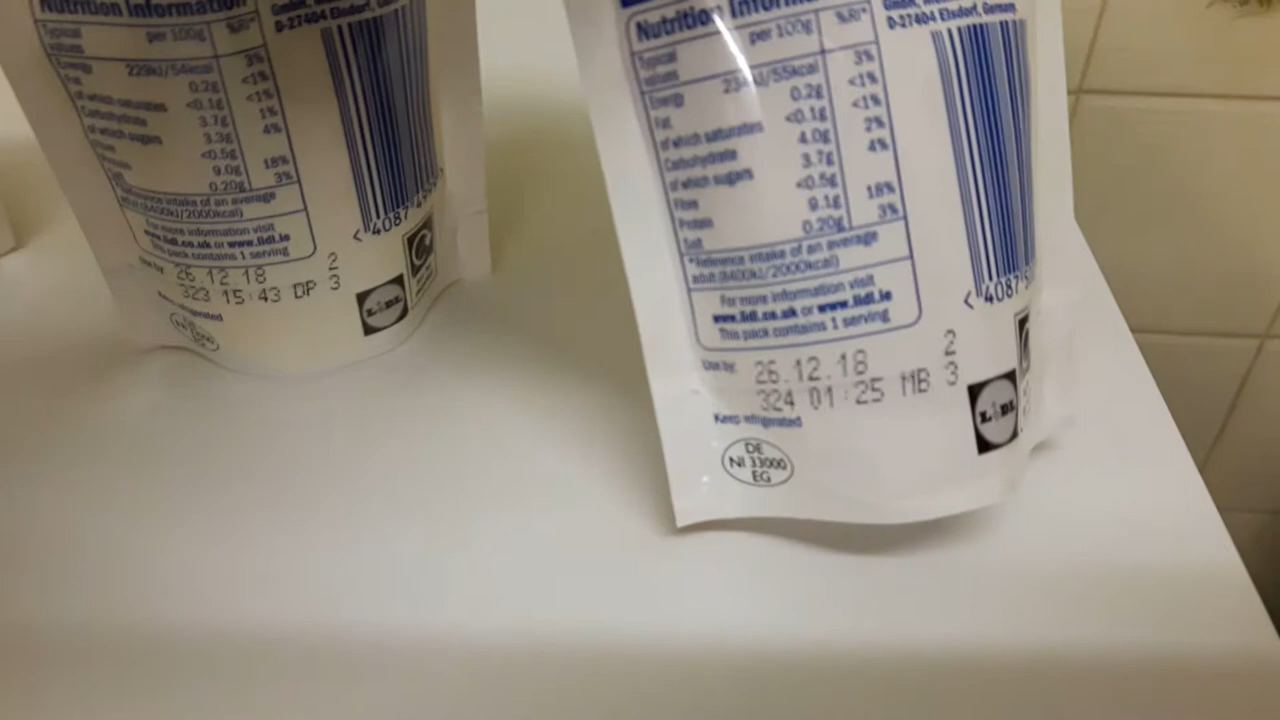 Nutrition Information
D-27404 Elsdorf, German
Typical values per 100g %RI*
Energy 229kJ/54kcal 3%
Fat 0.2g <1%
of which saturates <0.1g <1%
Carbohydrate 3.7g 1%
of which sugars 3.3g 4%
Fibre <0.5g
Protein 9.0g 18%
Salt 0.20g 3%
*Reference intake of an average
adult (8400kJ/2000kcal)
For more information visit
www.lidl.co.uk or www.lidl.ie
This pack contains 1 serving
Use by: 26.12.18 2
323 15:43 DP 3
Keep refrigerated
< 4087
LIDL
Nutrition
GmbH,
D-27404 Elsdorf, Germany
Typical values per 100g %RI*
Energy 234kJ/55kcal 3%
Fat 0.2g <1%
of which saturates <0.1g <1%
Carbohydrate 4.0g 2%
of which sugars 3.7g 4%
Fibre <0.5g
Protein 9.1g 18%
Salt 0.20g 3%
*Reference intake of an average
adult (8400kJ/2000kcal)
For more information visit
www.lidl.co.uk or www.lidl.ie
This pack contains 1 serving
Use by: 26.12.18 2
324 01:25 MB 3
Keep refrigerated
< 4087
LIDL
DE
NI 33000
EG